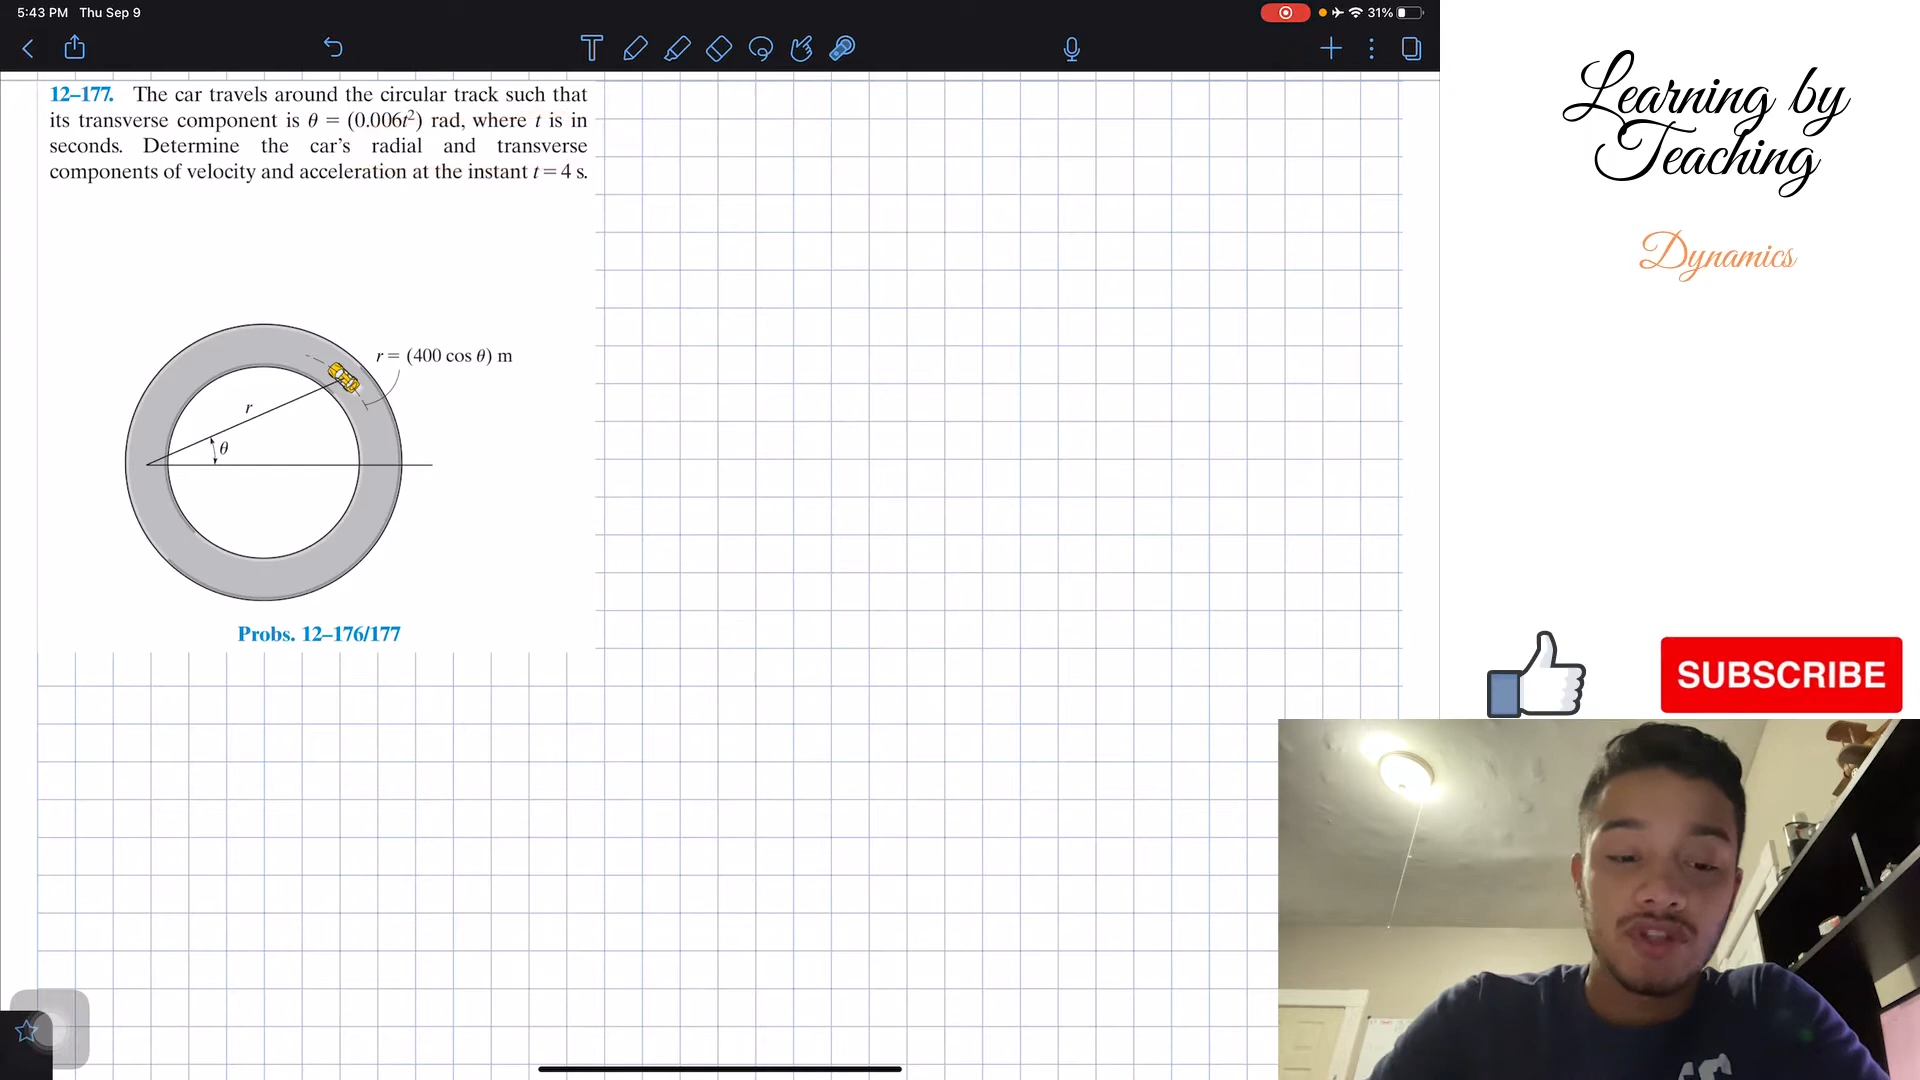 5:43 PM Thu Sep 9
31%
12–177. The car travels around the circular track such that
its transverse component is θ = (0.006t²) rad, where t is in
seconds. Determine the car's radial and transverse
components of velocity and acceleration at the instant t = 4 s.
r = (400 cos θ) m
r
θ
Probs. 12–176/177
Learning by
Teaching
Dynamics
SUBSCRIBE